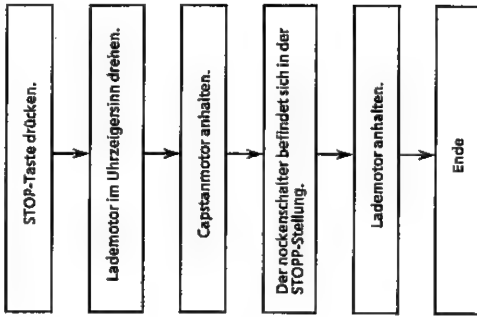 STOP-Taste drücken.
Lademotor im Uhrzeigersinn drehen.
Capstanmotor anhalten.
Der nockenschalter befindet sich in der
STOPP-Stellung.
Lademotor anhalten.
Ende